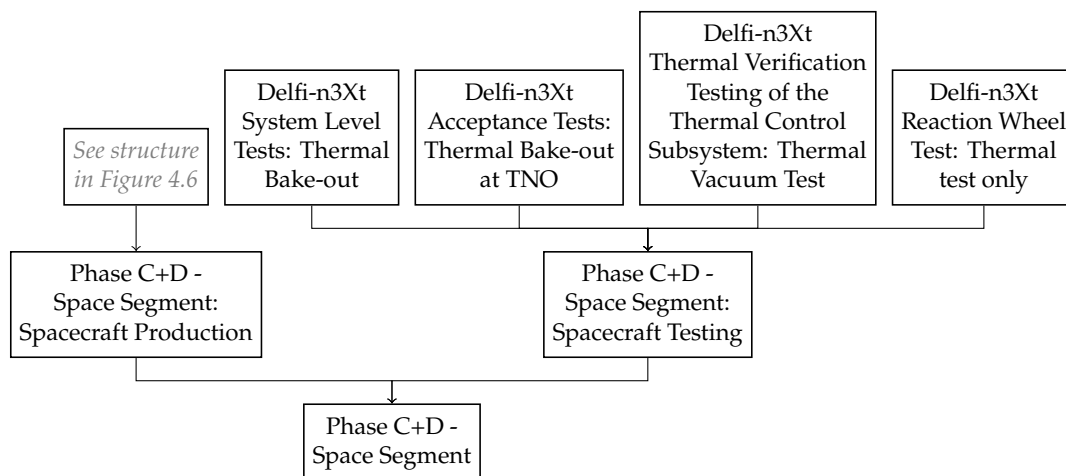 See structure
in Figure 4.6
Delfi-n3Xt
System Level
Tests: Thermal
Bake-out
Delfi-n3Xt
Acceptance Tests:
Thermal Bake-out
at TNO
Delfi-n3Xt
Thermal Verification
Testing of the
Thermal Control
Subsystem: Thermal
Vacuum Test
Delfi-n3Xt
Reaction Wheel
Test: Thermal
test only
Phase C+D -
Space Segment:
Spacecraft Production
Phase C+D -
Space Segment:
Spacecraft Testing
Phase C+D -
Space Segment